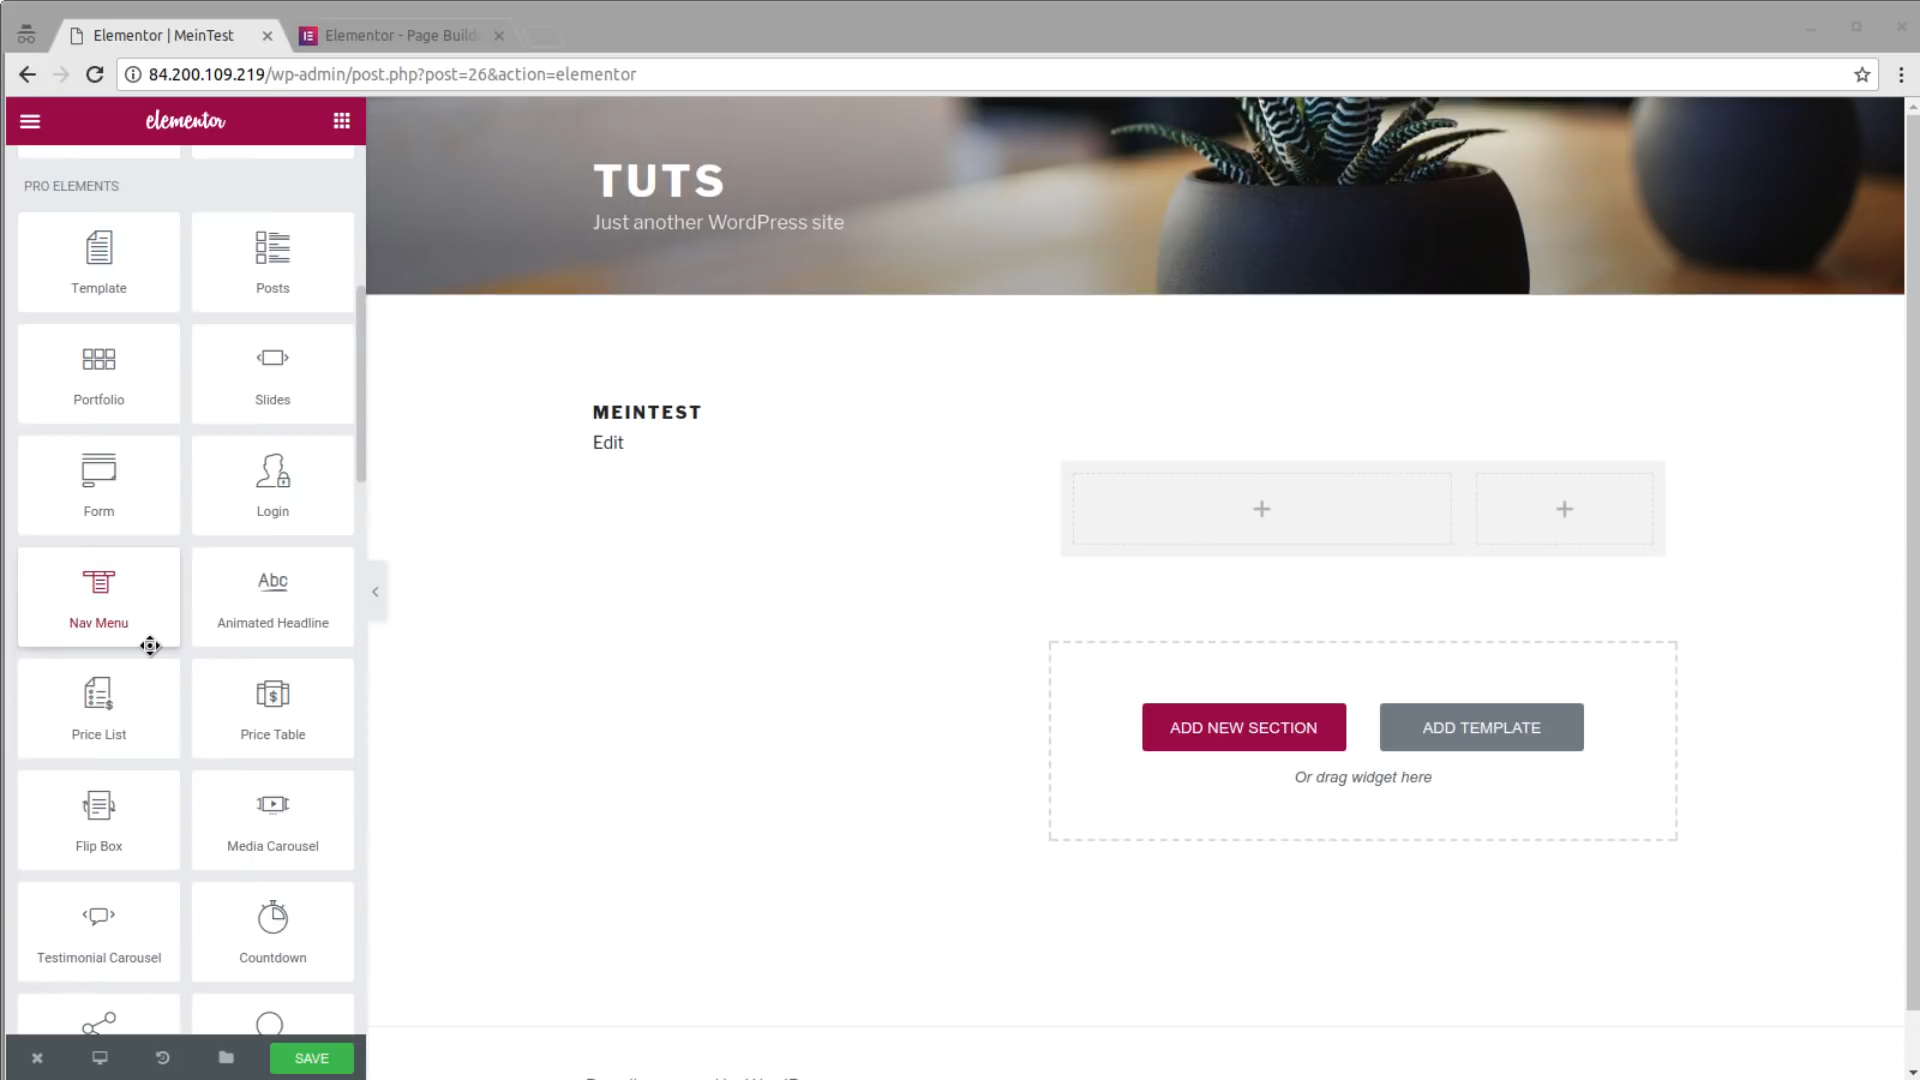 Elementor | MeinTest
Elementor - Page Build
84.200.109.219/wp-admin/post.php?post=26&action=elementor
elementor
PRO ELEMENTS
Template
Posts
Portfolio
Slides
Form
Login
Nav Menu
Abc
Animated Headline
Price List
Price Table
Flip Box
Media Carousel
Testimonial Carousel
Countdown
SAVE
TUTS
Just another WordPress site
MEINTEST
Edit
ADD NEW SECTION
ADD TEMPLATE
Or drag widget here